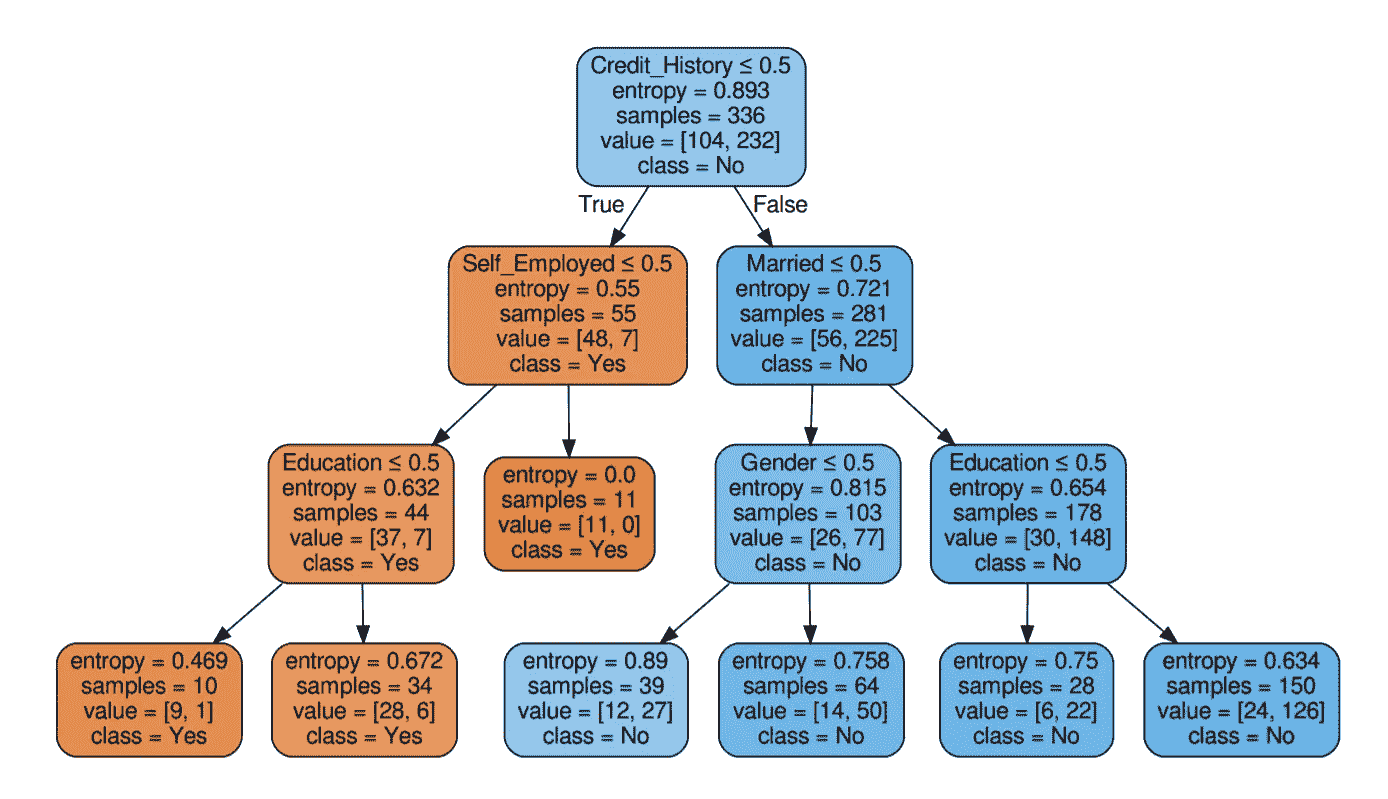 Credit_History ≤ 0.5
entropy = 0.893
samples = 336
value = [104, 232]
class = No
True
False
Self_Employed ≤ 0.5
entropy = 0.55
samples = 55
value = [48, 7]
class = Yes
Married ≤ 0.5
entropy = 0.721
samples = 281
value = [56, 225]
class = No
Education ≤ 0.5
entropy = 0.632
samples = 44
value = [37, 7]
class = Yes
entropy = 0.0
samples = 11
value = [11, 0]
class = Yes
Gender ≤ 0.5
entropy = 0.815
samples = 103
value = [26, 77]
class = No
Education ≤ 0.5
entropy = 0.654
samples = 178
value = [30, 148]
class = No
entropy = 0.469
samples = 10
value = [9, 1]
class = Yes
entropy = 0.672
samples = 34
value = [28, 6]
class = Yes
entropy = 0.89
samples = 39
value = [12, 27]
class = No
entropy = 0.758
samples = 64
value = [14, 50]
class = No
entropy = 0.75
samples = 28
value = [6, 22]
class = No
entropy = 0.634
samples = 150
value = [24, 126]
class = No